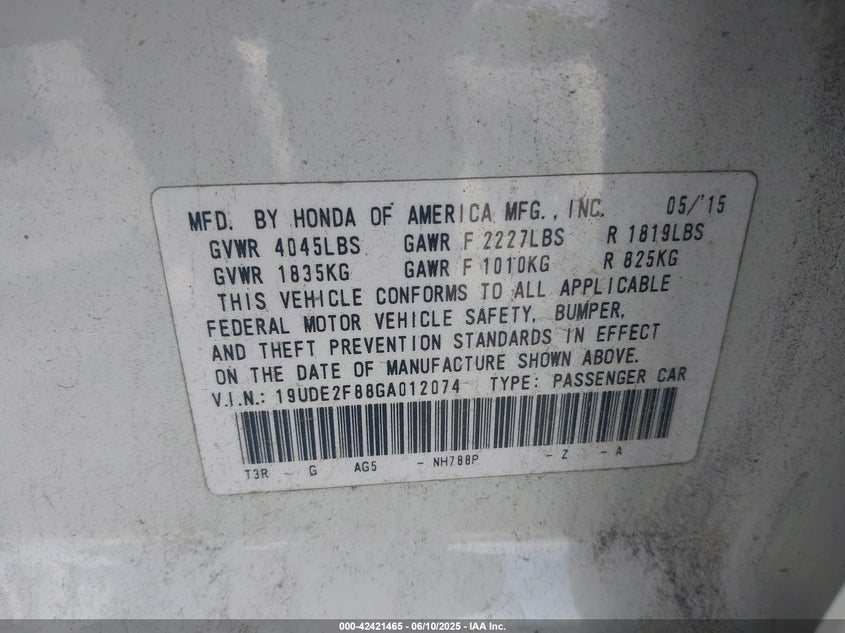 MFD. BY HONDA OF AMERICA MFG., INC. 05/'15
GVWR 4045LBS GAWR F 2227LBS R 1819LBS
GVWR 1835KG GAWR F 1010KG R 825KG
THIS VEHICLE CONFORMS TO ALL APPLICABLE
FEDERAL MOTOR VEHICLE SAFETY, BUMPER,
AND THEFT PREVENTION STANDARDS IN EFFECT
ON THE DATE OF MANUFACTURE SHOWN ABOVE.
V.I.N.: 19UDE2F88GA012074 TYPE: PASSENGER CAR
T3R - G AG5 - NH788P - Z - A
000-42421465 - 06/10/2025 - IAA Inc.